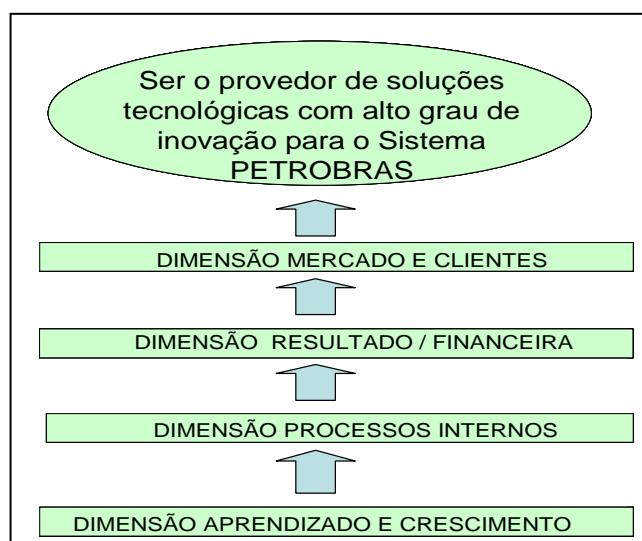 Ser o provedor de soluções
tecnológicas com alto grau de
inovação para o Sistema
PETROBRAS
DIMENSÃO MERCADO E CLIENTES
DIMENSÃO RESULTADO / FINANCEIRA
DIMENSÃO PROCESSOS INTERNOS
DIMENSÃO APRENDIZADO E CRESCIMENTO